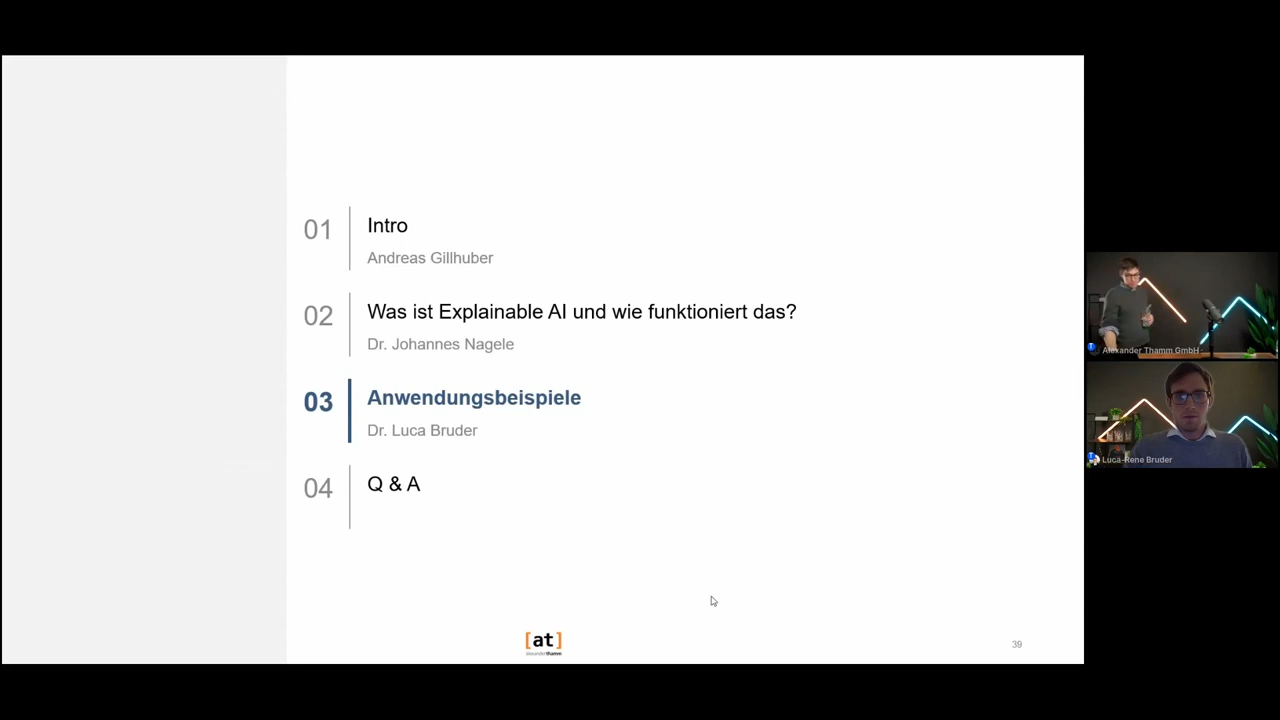 01
Intro
Andreas Gillhuber
02
Was ist Explainable AI und wie funktioniert das?
Dr. Johannes Nagele
03
Anwendungsbeispiele
Dr. Luca Bruder
04
Q & A
[at]
alexanderthamm
39
Alexander Thamm GmbH
Luca-Rene Bruder